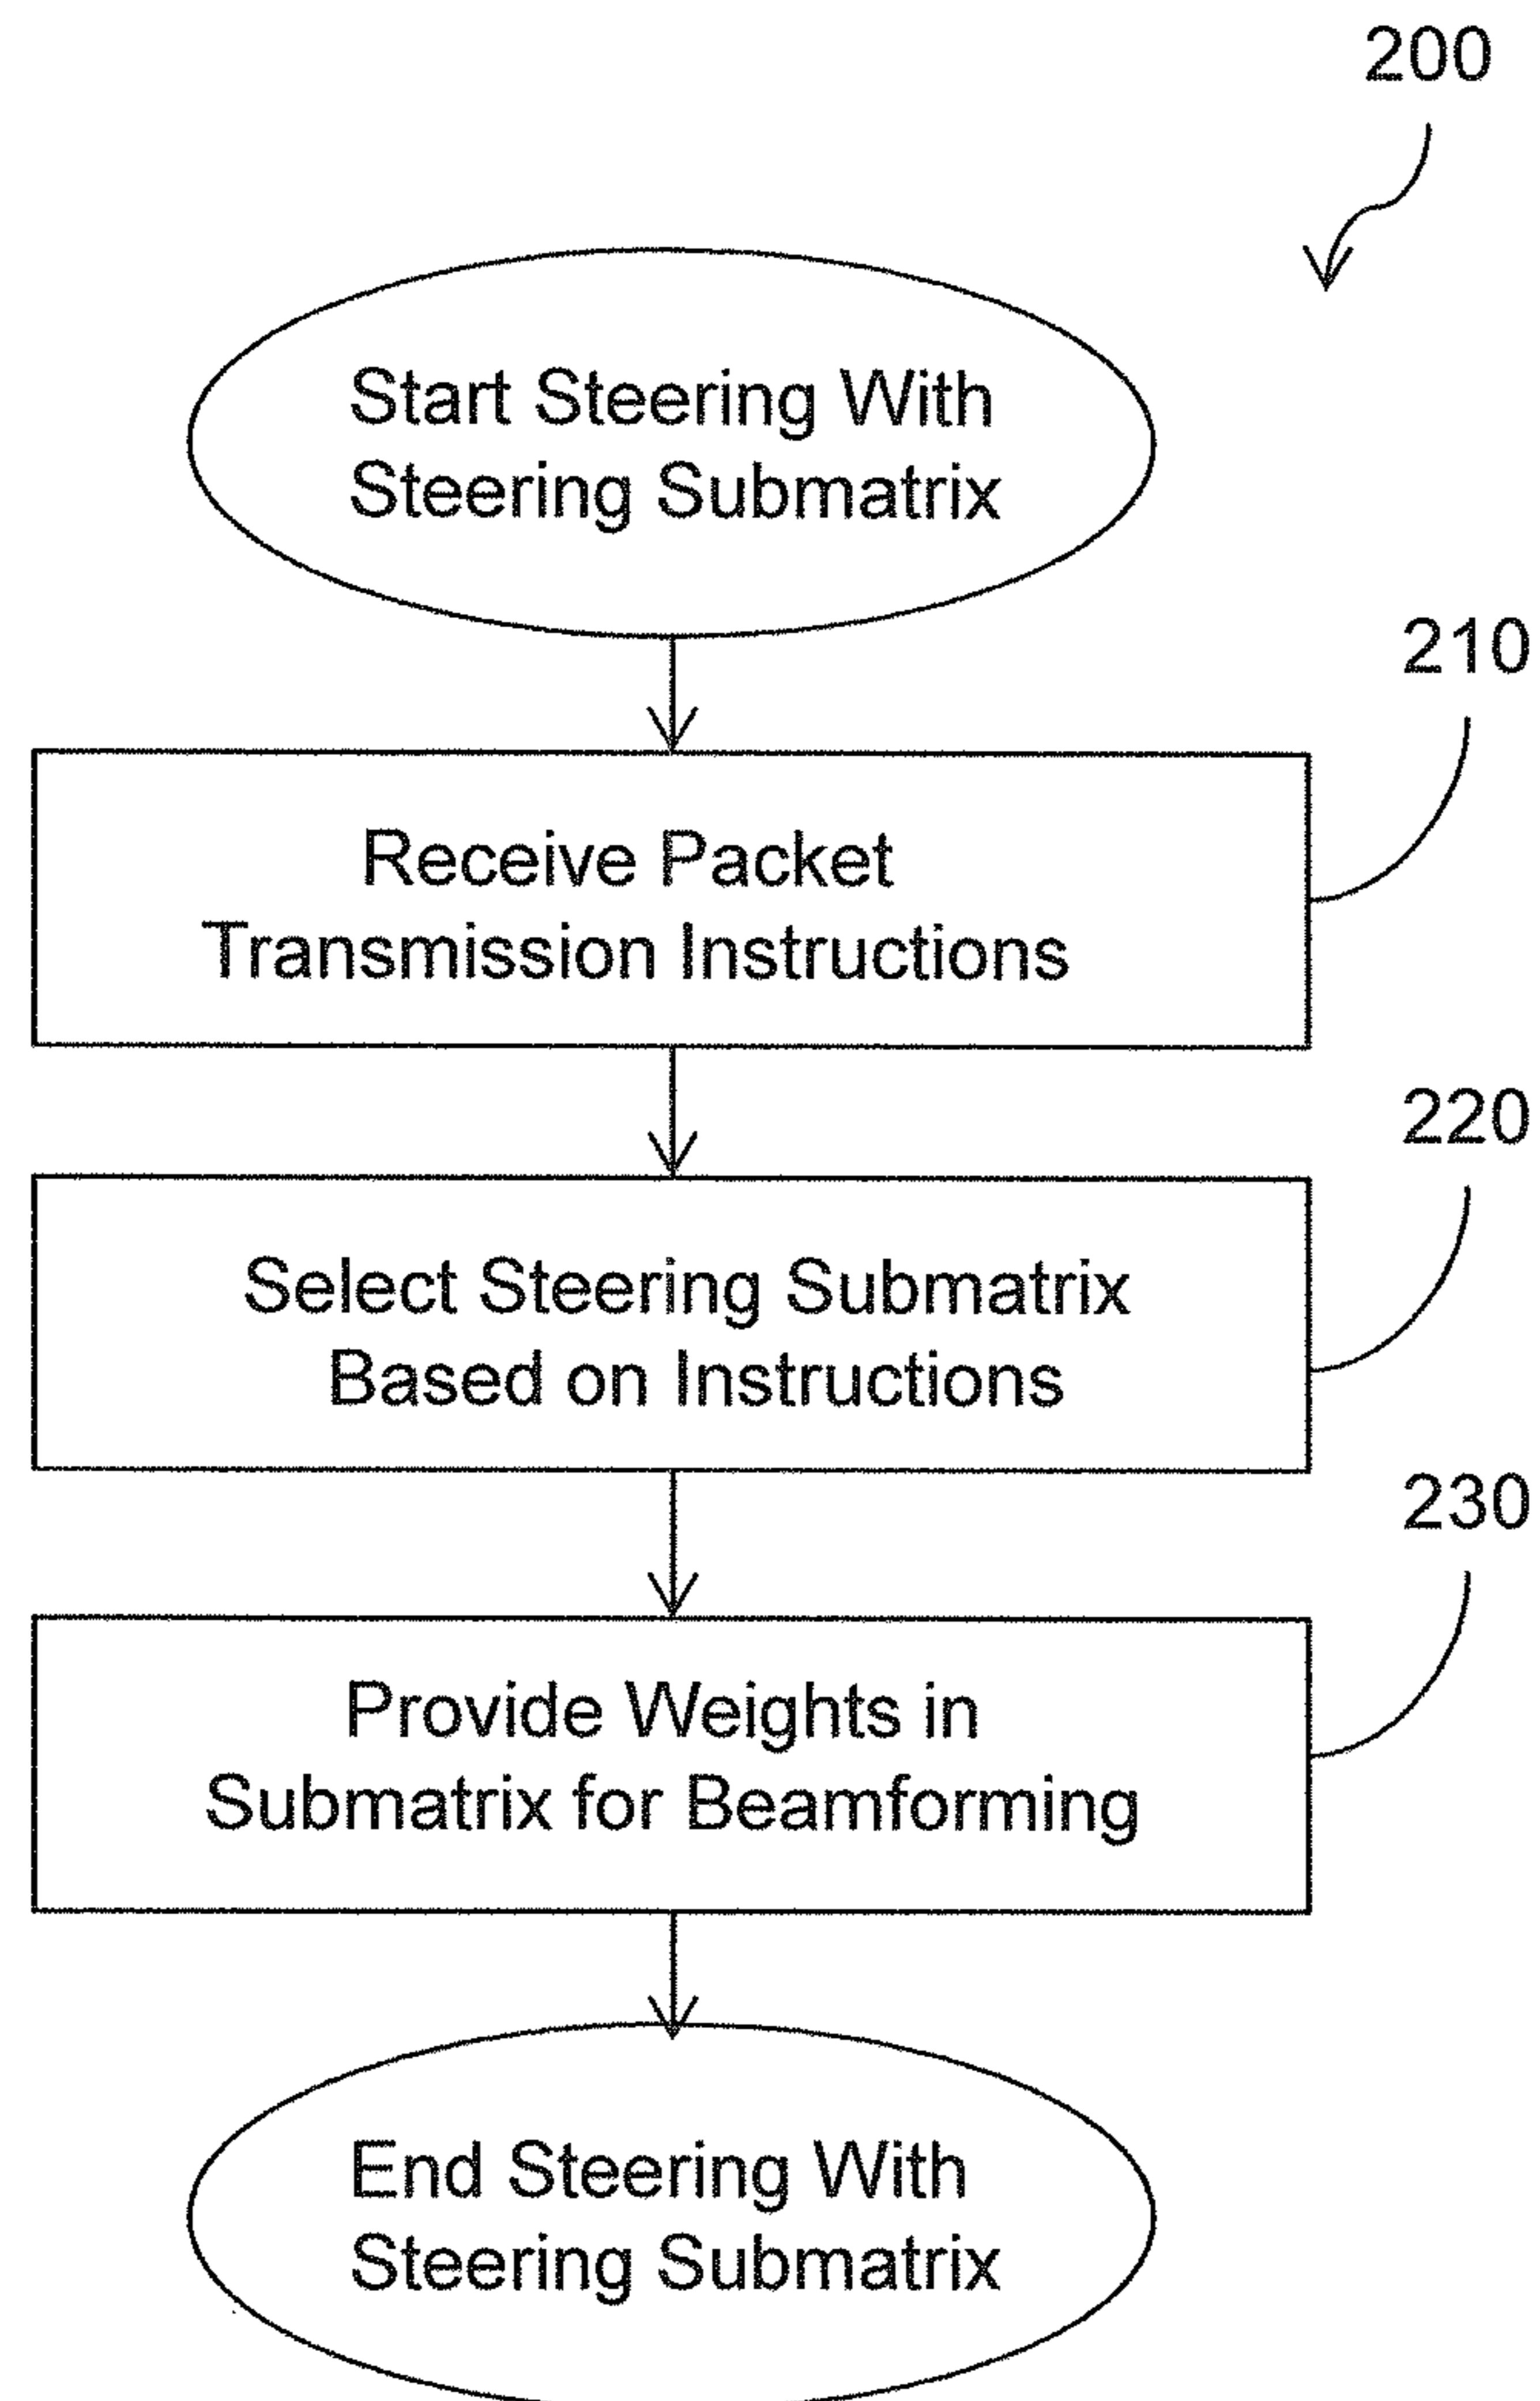 200
Start Steering With
Steering Submatrix
210
Receive Packet
Transmission Instructions
220
Select Steering Submatrix
Based on Instructions
230
Provide Weights in
Submatrix for Beamforming
End Steering With
Steering Submatrix